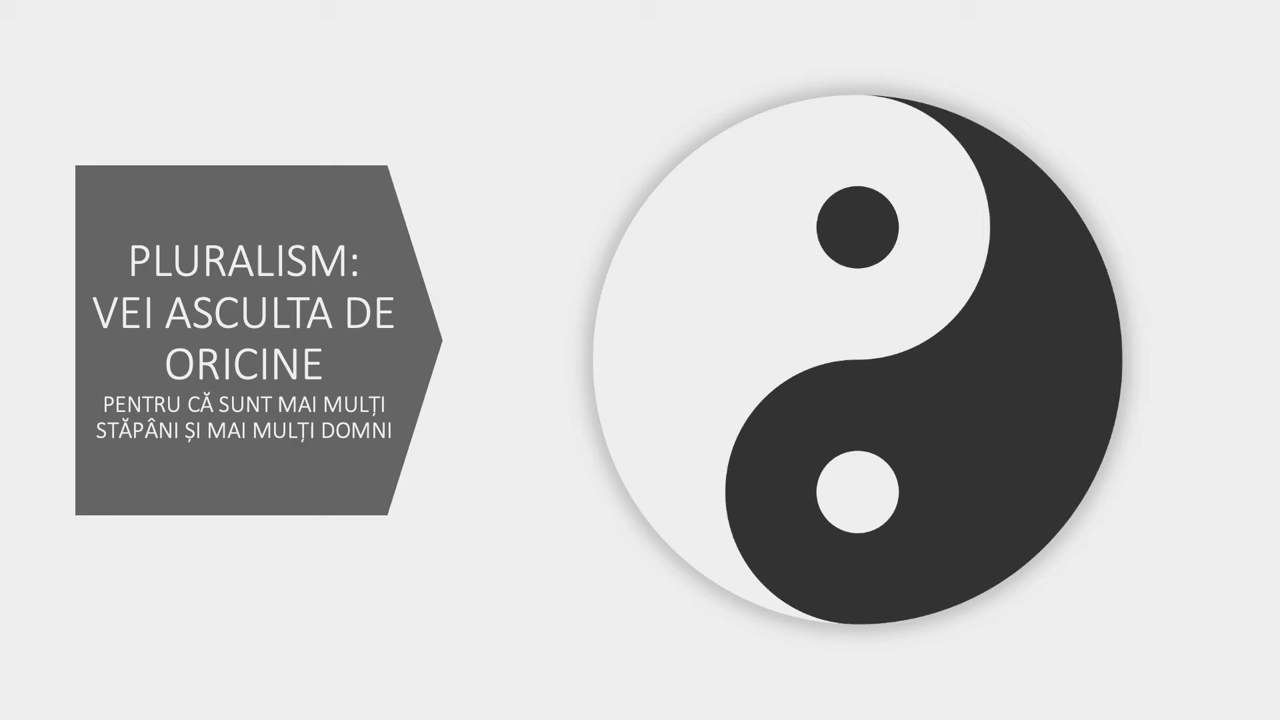 PLURALISM:
VEI ASCULTA DE
ORICINE
PENTRU CĂ SUNT MAI MULȚI
STĂPÂNI ȘI MAI MULȚI DOMNI